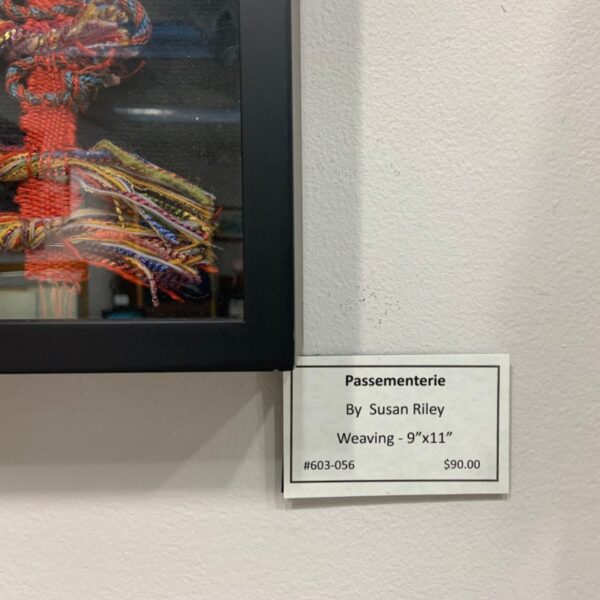 Passementerie
By Susan Riley
Weaving - 9"x11"
#603-056 $90.00